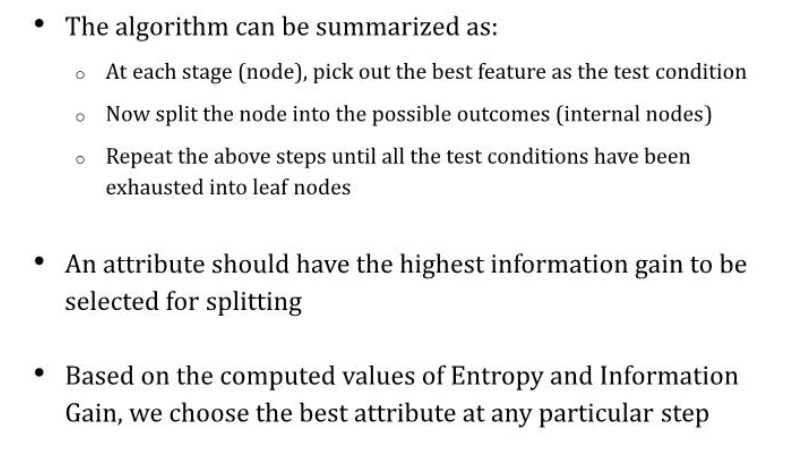 • The algorithm can be summarized as:
o At each stage (node), pick out the best feature as the test condition
o Now split the node into the possible outcomes (internal nodes)
o Repeat the above steps until all the test conditions have been
exhausted into leaf nodes
• An attribute should have the highest information gain to be
selected for splitting
• Based on the computed values of Entropy and Information
Gain, we choose the best attribute at any particular step